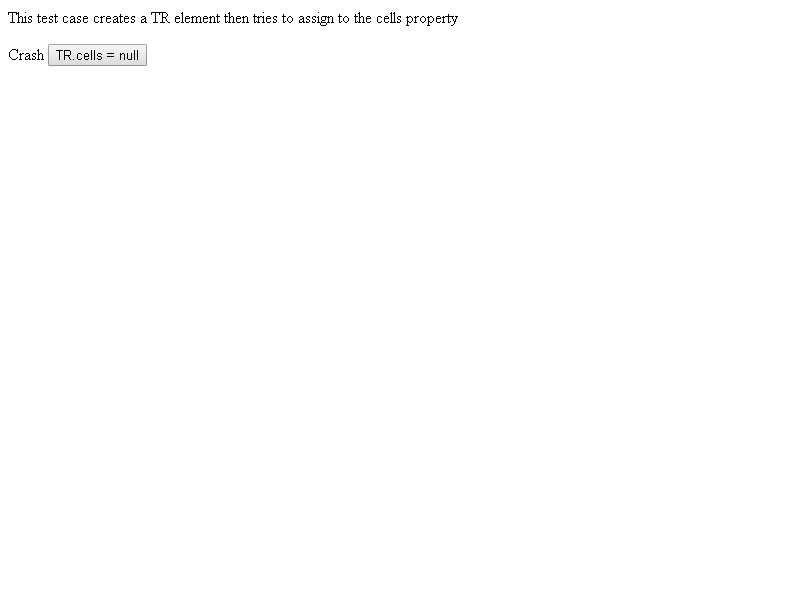 This test case creates a TR element then tries to assign to the cells property
Crash TR.cells = null